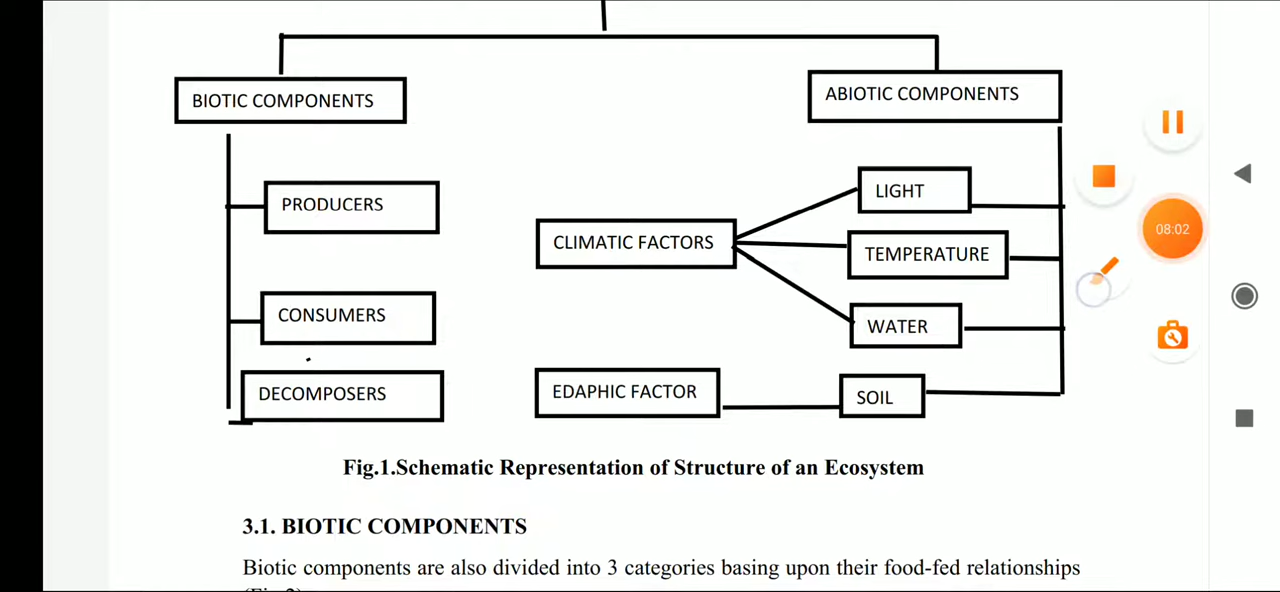 BIOTIC COMPONENTS
ABIOTIC COMPONENTS
PRODUCERS
LIGHT
CLIMATIC FACTORS
TEMPERATURE
CONSUMERS
WATER
DECOMPOSERS
EDAPHIC FACTOR
SOIL
Fig.1.Schematic Representation of Structure of an Ecosystem
3.1. BIOTIC COMPONENTS
Biotic components are also divided into 3 categories basing upon their food-fed relationships
08:02